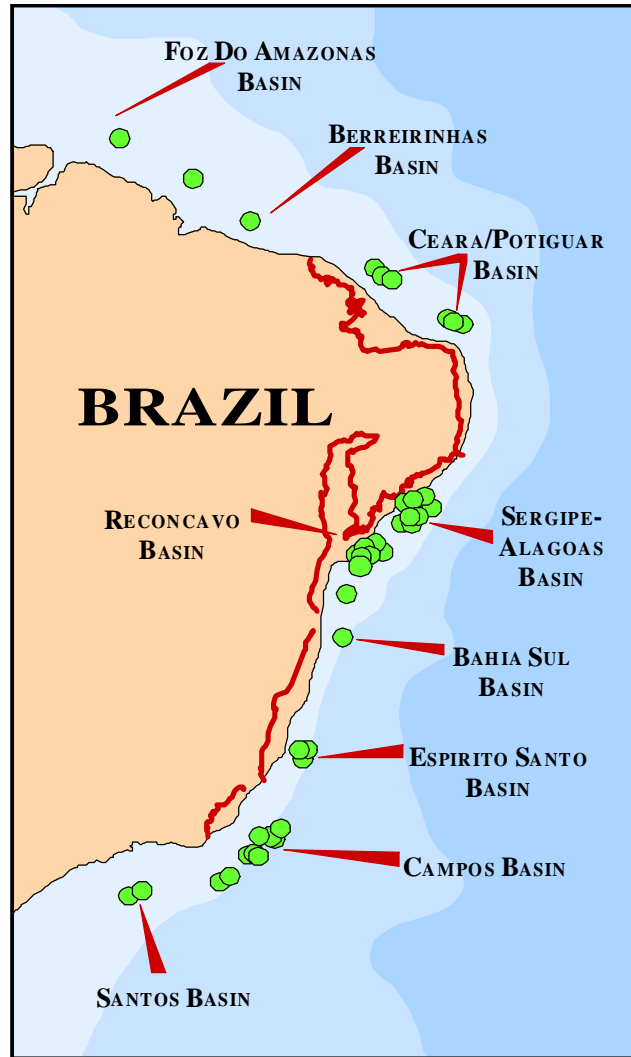 FOZ DO AMAZONAS
BASIN
BERREIRINHAS
BASIN
CEARA/POTIGUAR
BASIN
BRAZIL
RECONCAVO
BASIN
SERGIPE-
ALAGOAS
BASIN
BAHIA SUL
BASIN
ESPIRITO SANTO
BASIN
CAMPOS BASIN
SANTOS BASIN